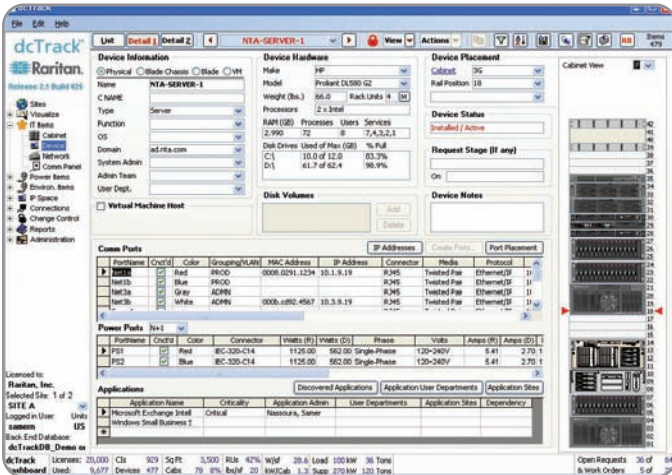 dcTrack
File Edit Help
List Detail 1 Detail 2 NTA-SERVER-1 View Actions Items
479
dcTrack
Raritan.
Release 2.1 Build 025
Sites
Visualize
IT Items
Cabinet
Device
Network
Comm Panel
Power Items
Environ. Items
IP Space
Connections
Change Control
Reports
Administration
Licenced to:
Raritan, Inc.
Selected Site: 1 of 2
SITE A
Logged in User: Units
samern US
Back End Database:
dcTrackDB_Demo
Device Information
Physical Blade Chassis Blade VM
Name NTA-SERVER-1
C NAME
Type Server
Function
OS
Domain ad.nta.com
System Admin
Admin Team
User Dept.
Virtual Machine Host
Device Hardware
Make HP
Model Proliant DL580 G2
Weight (lbs.) 66.0 Rack Units 4 M
Processors 2 x Intel
RAM (GB) Processes Users Services
2.990 72 8 7,4,3,2,1
Disk Drives Used of Max (GB) % Full
C:\ 10.0 of 12.0 83.3%
D:\ 61.7 of 62.4 98.9%
Disk Volumes
Add
Delete
Device Placement
Cabinet 3G
Rail Position 18
Device Status
Installed / Active
Request Stage (If any)
On
Device Notes
Cabinet View
Comm Ports IP Addresses Create Ports Port Placement
PortName Cnct'd Color Grouping/VLAN MAC Address IP Address Connector Media Protocol
Net1a Red PROD 0008.0291.1234 10.1.9.19 RJ45 Twisted Pair Ethernet/IF
Net1b Blue PROD RJ45 Twisted Pair Ethernet/IF
Net3a Gray ADMN RJ45 Twisted Pair Ethernet/IF
Net3b White ADMN 000b.cd92.4567 10.3.9.19 RJ45 Twisted Pair Ethernet/IF
Power Ports N+1
PortName Cnct'd Color Connector Watts (R) Watts (D) Phase Volts Amps (R) Amps (D)
PS1 Red IEC-320-C14 1125.00 562.00 Single-Phase 120~240V 5.41 2.70
PS2 Blue IEC-320-C14 1125.00 562.00 Single-Phase 120~240V 5.41 2.70
Applications Discovered Applications Application User Departments Application Sites
Application Name Criticality Application Admin User Departments Application Sites Dependency
Microsoft Exchange Intell Critical Nassoura, Samer
Windows Small Business
dcTrack Licenses: 20,000 CIs 929 Sq Ft 3,500 RUs 42% W/sf 28.6 Load 100 kW 36 Tons Open Requests 36 of
dashboard Used: 9,677 Devices 477 Cabs 78 8% lbs/sf 20 kW/Cab 1.3 Supp 270 kW 120 Tons & Work Orders 5 of